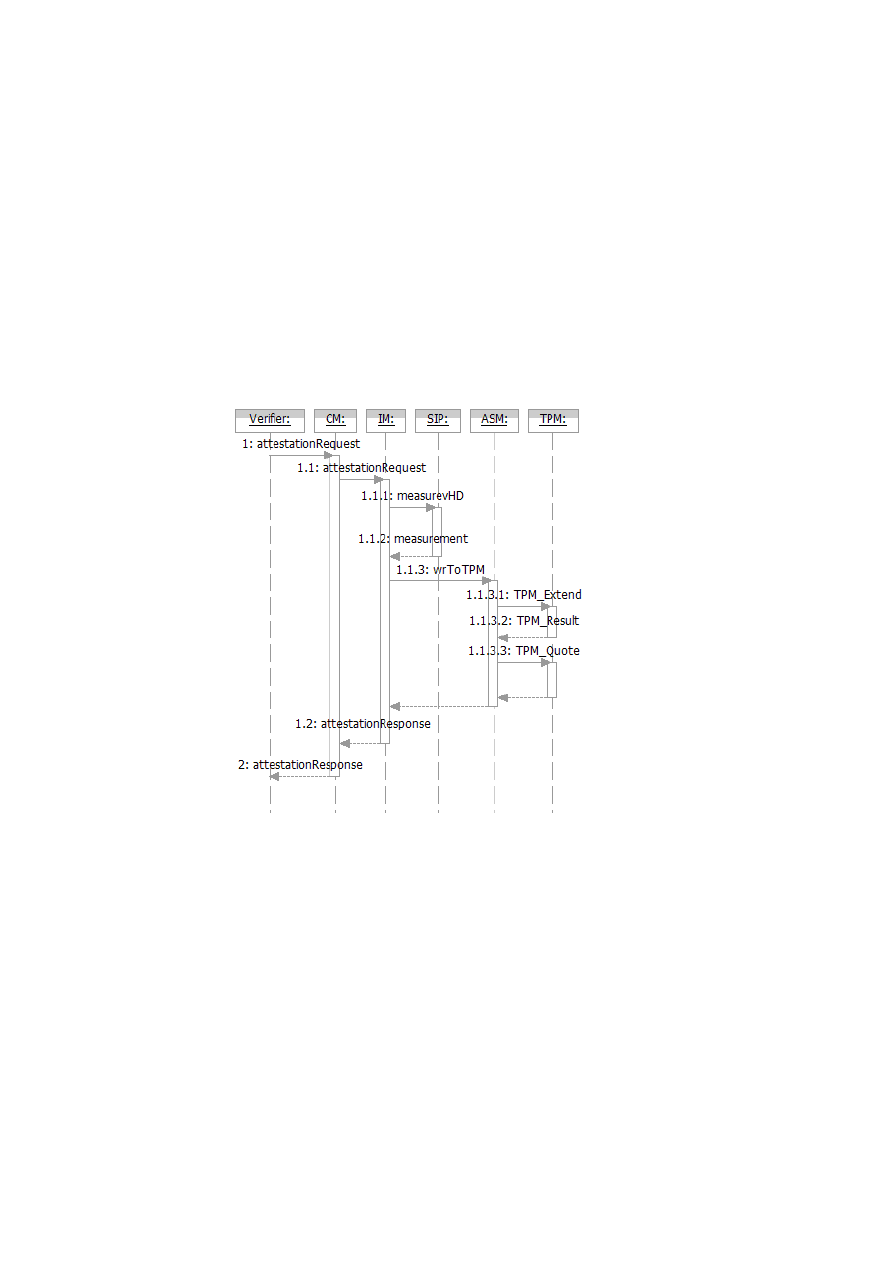 Verifier: CM: IM: SIP: ASM: TPM:
1: attestationRequest
1.1: attestationRequest
1.1.1: measurevHD
1.1.2: measurement
1.1.3: wrToTPM
1.1.3.1: TPM_Extend
1.1.3.2: TPM_Result
1.1.3.3: TPM_Quote
1.2: attestationResponse
2: attestationResponse